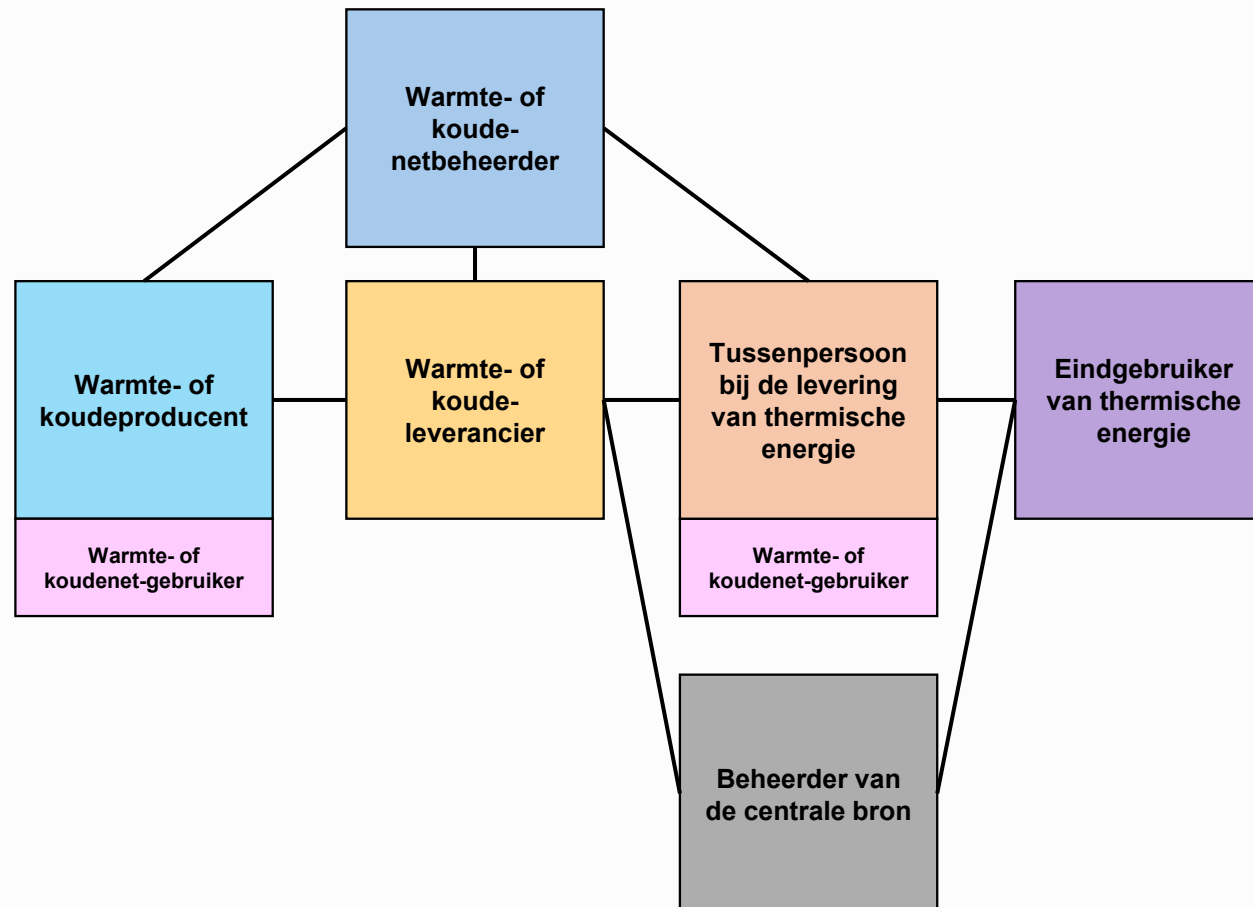 Warmte- of
koude-
netbeheerder
Warmte- of
koudeproducent
Warmte- of
koude-
leverancier
Tussenpersoon
bij de levering
van thermische
energie
Eindgebruiker
van thermische
energie
Warmte- of
koudenet-gebruiker
Warmte- of
koudenet-gebruiker
Beheerder van
de centrale bron